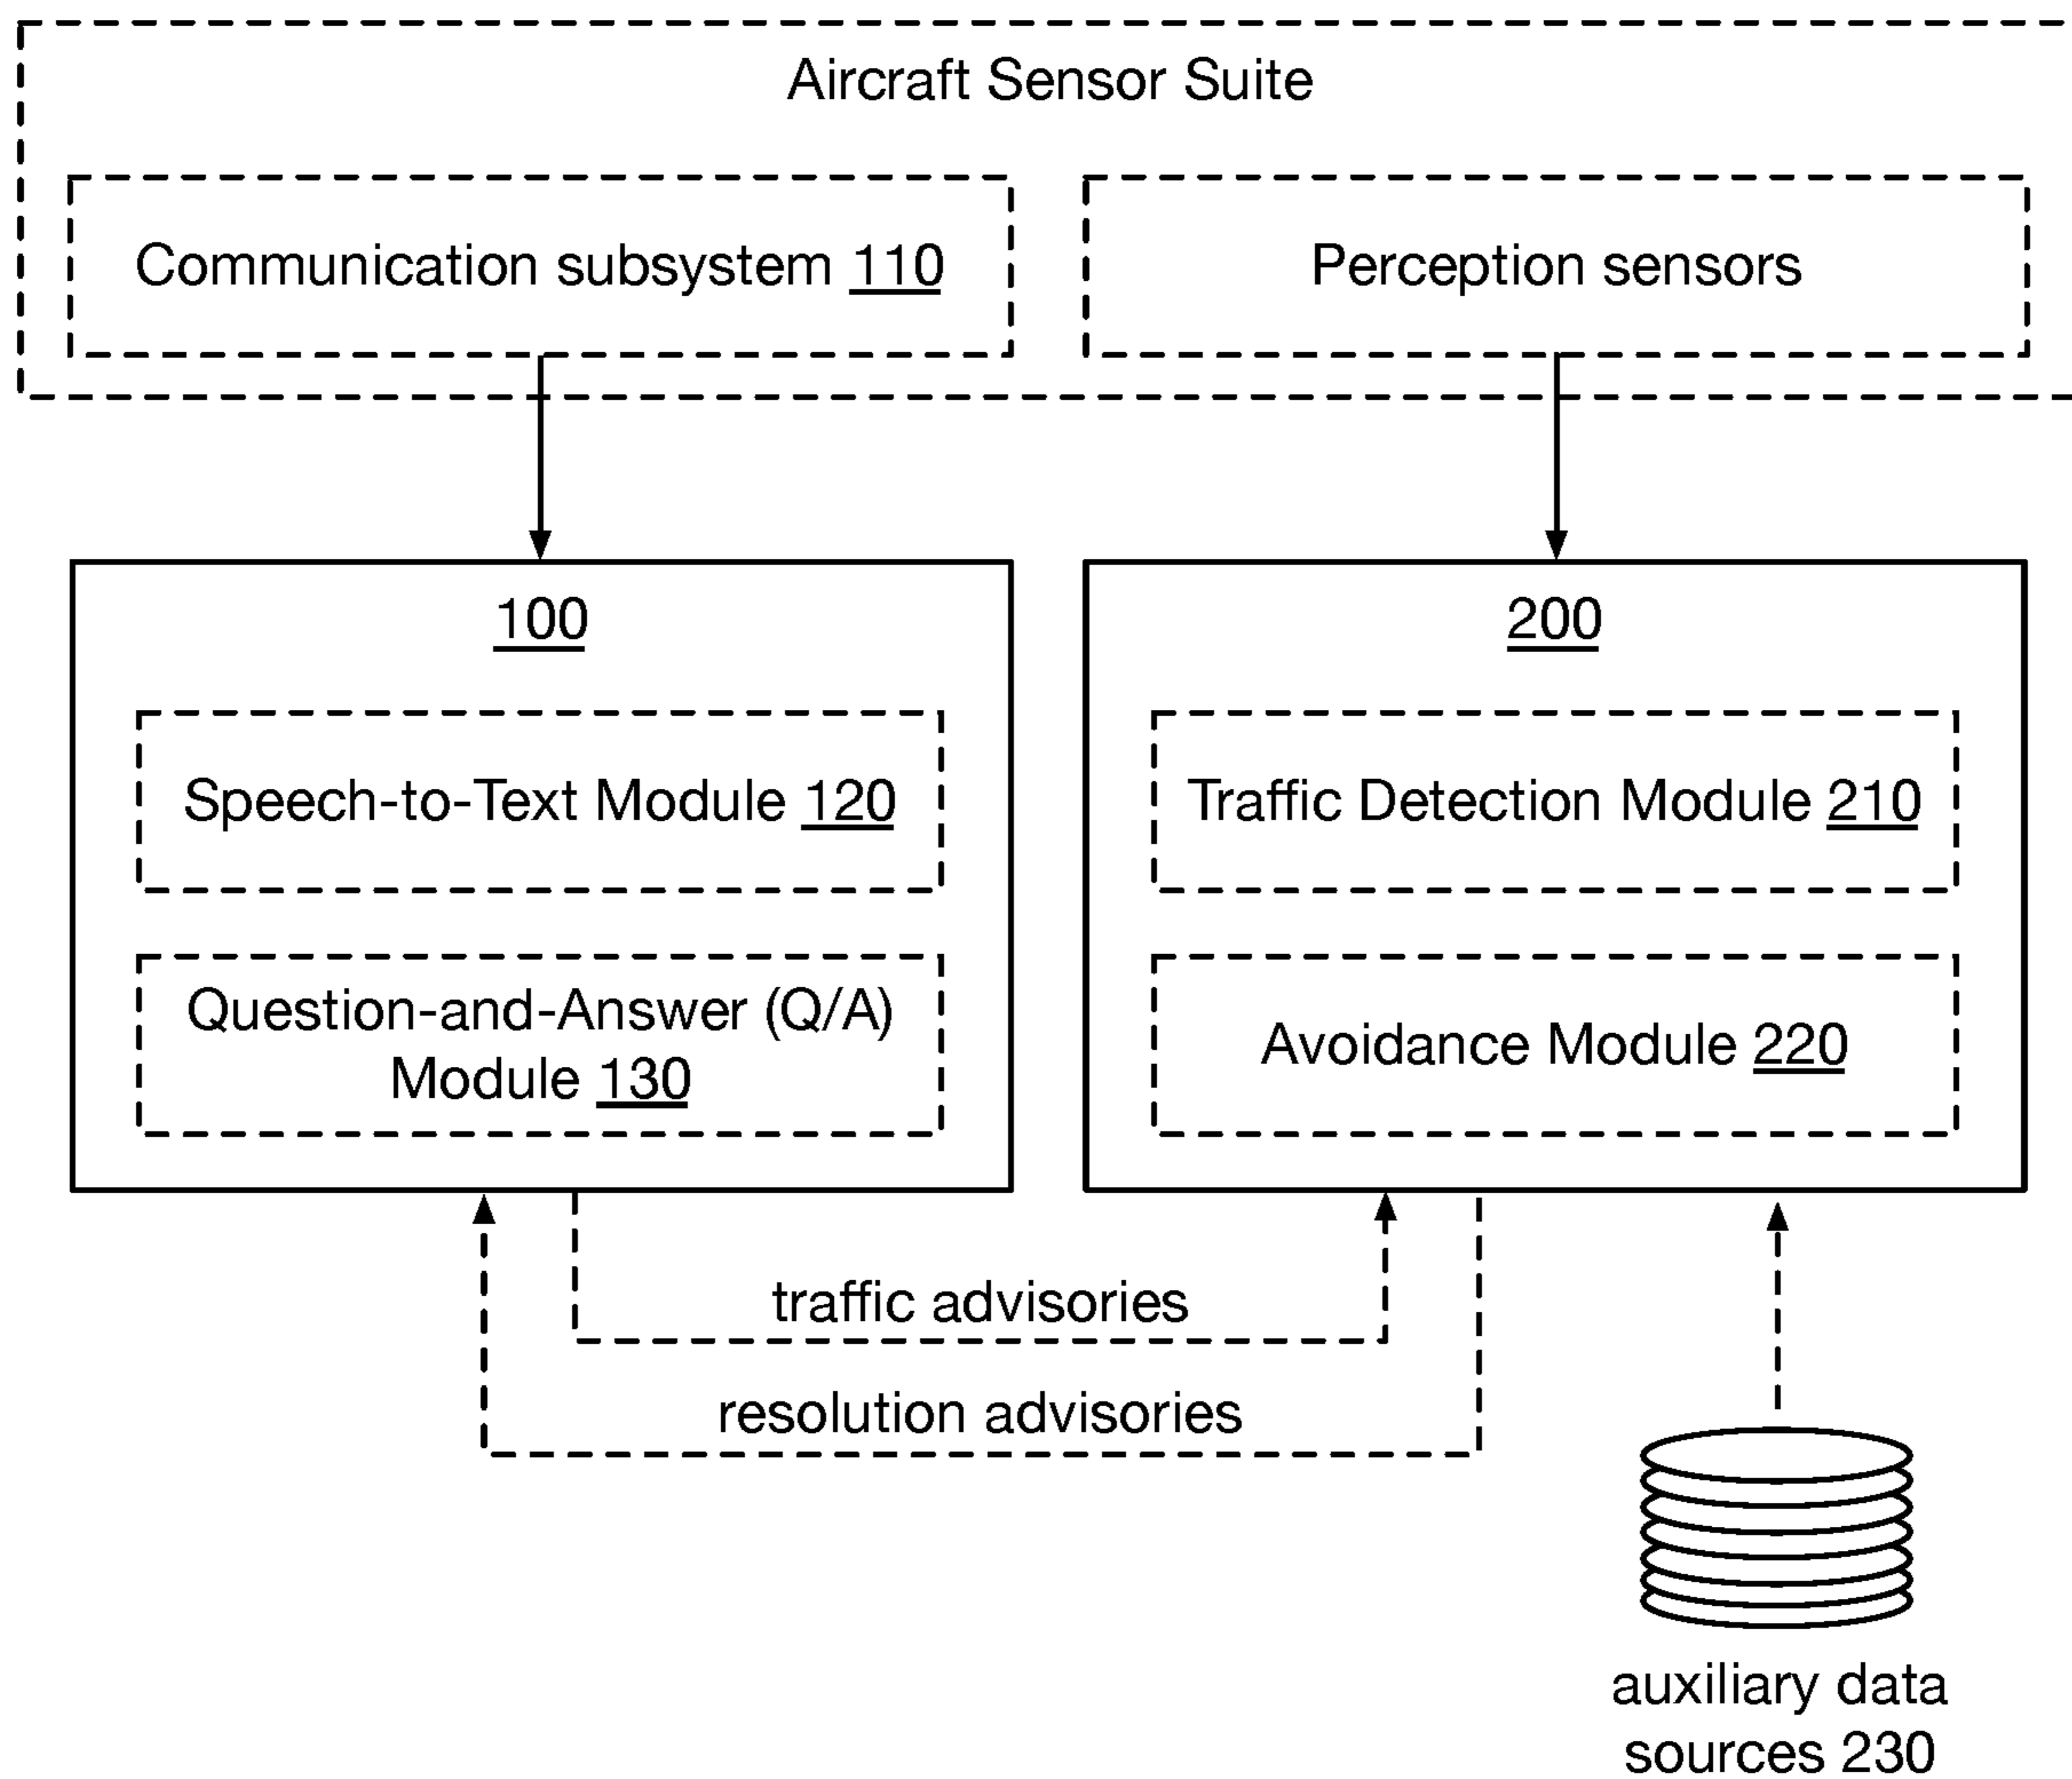 Aircraft Sensor Suite
Communication subsystem 110
Perception sensors
100
Speech-to-Text Module 120
Question-and-Answer (Q/A)
Module 130
200
Traffic Detection Module 210
Avoidance Module 220
traffic advisories
resolution advisories
auxiliary data
sources 230